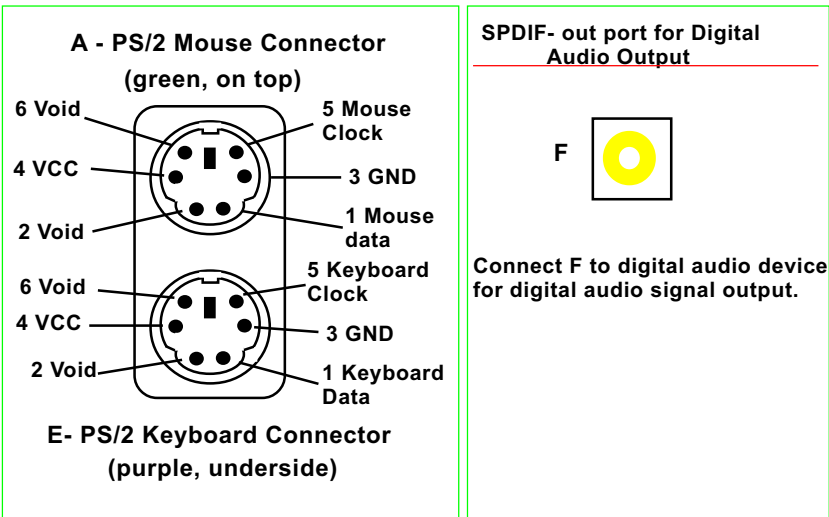 A - PS/2 Mouse Connector
(green, on top)
6 Void
5 Mouse
Clock
4 VCC
3 GND
2 Void
1 Mouse
data
6 Void
5 Keyboard
Clock
4 VCC
3 GND
2 Void
1 Keyboard
Data
E- PS/2 Keyboard Connector
(purple, underside)
SPDIF- out port for Digital
Audio Output
F
Connect F to digital audio device
for digital audio signal output.